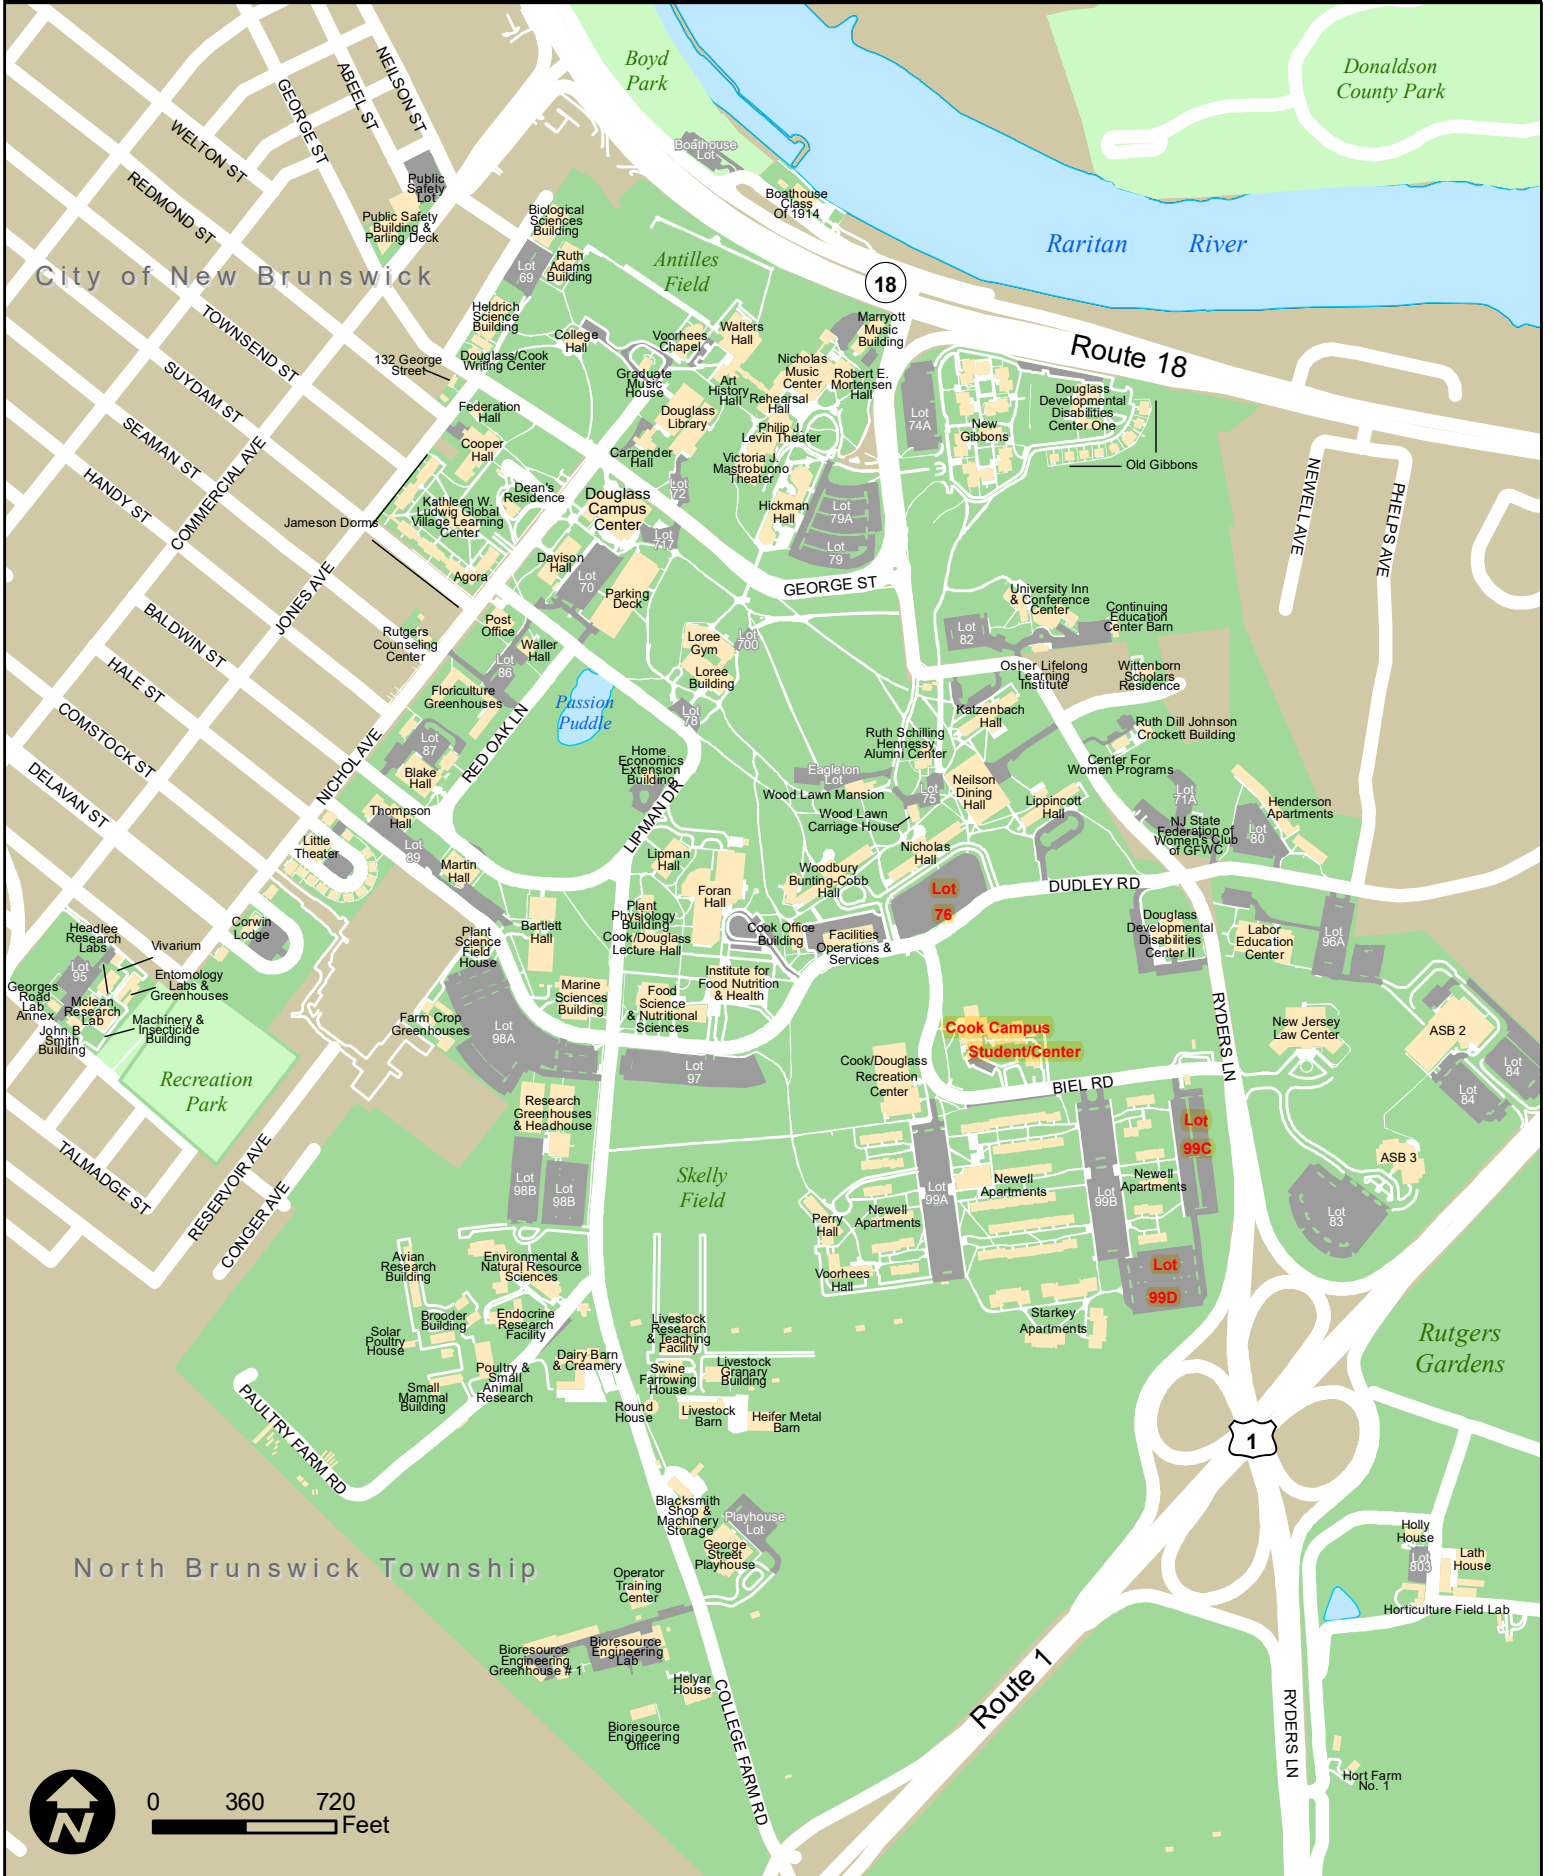 Boyd
Park
Donaldson
County Park
NEILSON ST
ABEEL ST
GEORGE ST
WELTON ST
REDMOND ST
Boathouse
Lot
Public
Safety
Lot
Public Safety
Building &
Parling Deck
Boathouse
Class
Of 1914
Biological
Sciences
Building
Raritan River
City of New Brunswick
Lot
69
Ruth
Adams
Building
Antilles
Field
18
Heldrich
Science
Building
TOWNSEND ST
College
Hall
Voorhees
Chapel
Walters
Hall
Marryott
Music
Building
Route 18
132 George
Street
Douglass/Cook
Writing Center
SUYDAM ST
Graduate
Music
House
Art
History
Hall
Nicholas
Music
Center
Robert E.
Mortensen
Hall
Rehearsal
Hall
Lot
74A
Douglass
Developmental
Disabilities
Center One
New
Gibbons
Old Gibbons
Federation
Hall
Douglass
Library
SEAMAN ST
Cooper
Hall
Philip J.
Levin Theater
Carpender
Hall
Victoria J.
Mastrobuono
Theater
COMMERCIAL AVE
HANDY ST
Dean's
Residence
Kathleen W.
Ludwig Global
Village Learning
Center
Douglass
Campus
Center
Lot
72
Hickman
Hall
Lot
79A
Lot
79
Jameson Dorms
Lot
717
NEWELL AVE
PHELPS AVE
Davison
Hall
Lot
70
Agora
Parking
Deck
GEORGE ST
JONES AVE
University Inn
& Conference
Center
Continuing
Education
Center Barn
BALDWIN ST
Rutgers
Counseling
Center
Post
Office
Waller
Hall
Lot
86
Loree
Gym
Lot
700
Lot
82
Loree
Building
Osher Lifelong
Learning
Institute
Wittenborn
Scholars
Residence
HALE ST
Floriculture
Greenhouses
Passion
Puddle
Lot
78
Katzenbach
Hall
COMSTOCK ST
Lot
87
RED OAK LN
Ruth Schilling
Hennessy
Alumni Center
Ruth Dill Johnson
Crockett Building
Home
Economics
Extension
Building
Center For
Women Programs
NICHOL AVE
Blake
Hall
Eagleton
Lot
Wood Lawn Mansion
Lot
75
Neilson
Dining
Hall
Lot
71A
DELAVAN ST
Thompson
Hall
LIPMAN DR
Wood Lawn
Carriage House
Lippincott
Hall
Henderson
Apartments
NJ State
Federation of
Women's Club
of GFWC
Lot
80
Little
Theater
Lot
89
Martin
Hall
Lipman
Hall
Nicholas
Hall
Woodbury
Bunting-Cobb
Hall
DUDLEY RD
Foran
Hall
Lot
76
Plant
Physiology
Building
Cook/Douglass
Lecture Hall
Corwin
Lodge
Bartlett
Hall
Plant
Science
Field
House
Cook Office
Building
Facilities
Operations &
Services
Douglass
Developmental
Disabilities
Center II
Labor
Education
Center
Lot
96A
Headlee
Research
Labs
Vivarium
Lot
95
Entomology
Labs &
Greenhouses
Georges
Road
Lab
Annex
Mclean
Research
Lab
Machinery &
Insecticide
Building
John B
Smith
Building
Marine
Sciences
Building
Food
Science
& Nutritional
Sciences
Institute for
Food Nutrition
& Health
Farm Crop
Greenhouses
Lot
98A
RYDERS LN
Cook Campus
Student/Center
New Jersey
Law Center
ASB 2
Lot
84
Lot
84
Recreation
Park
Lot
97
Cook/Douglass
Recreation
Center
BIEL RD
Research
Greenhouses
& Headhouse
Lot
99C
TALMADGE ST
RESERVOIR AVE
CONGER AVE
Lot
98B
Lot
98B
Skelly
Field
ASB 3
Newell
Apartments
Lot
99A
Newell
Apartments
Lot
99B
Newell
Apartments
Perry
Hall
Lot
83
Voorhees
Hall
Lot
99D
Avian
Research
Building
Environmental &
Natural Resource
Sciences
Starkey
Apartments
Brooder
Building
Endocrine
Research
Facility
Solar
Poultry
House
Livestock
Research
& Teaching
Facility
Rutgers
Gardens
Dairy Barn
& Creamery
Swine
Farrowing
House
Livestock
Granary
Building
Poultry &
Small
Animal
Research
Small
Mammal
Building
Round
House
Livestock
Barn
Heifer Metal
Barn
PAULTRY FARM RD
1
Blacksmith
Shop &
Machinery
Storage
Playhouse
Lot
George
Street
Playhouse
North Brunswick Township
Holly
House
Lot
803
Lath
House
Horticulture Field Lab
Operator
Training
Center
Bioresource
Engineering
Greenhouse # 1
Bioresource
Engineering
Lab
Helyar
House
Route 1
COLLEGE FARM RD
RYDERS LN
Bioresource
Engineering
Office
Hort Farm
No. 1
N
0 360 720
Feet